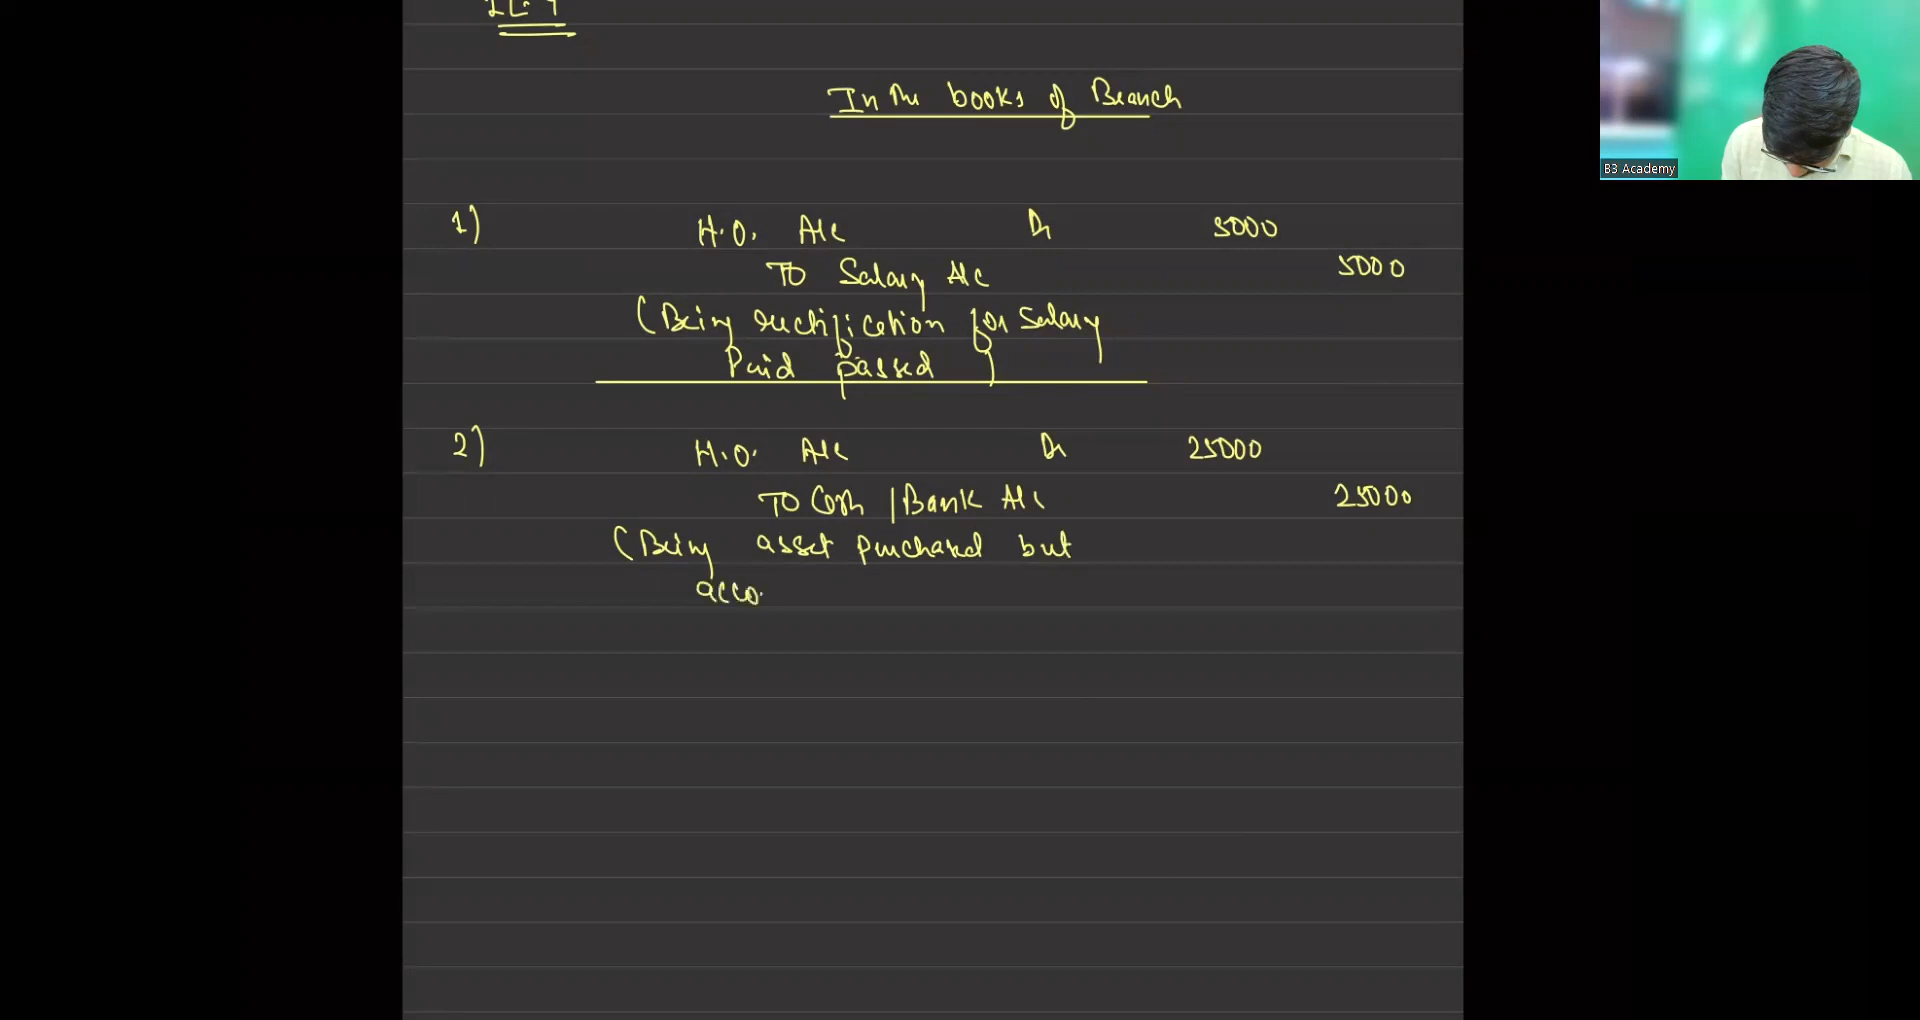 In the books of Branch
B3 Academy
1) H.O. A/c Dr 5000
To Salary A/c 5000
(Being rectification for salary
Paid passed)
2) H.O. A/c Dr 25000
To Cash / Bank A/c 25000
(Being asset purchased but
acco